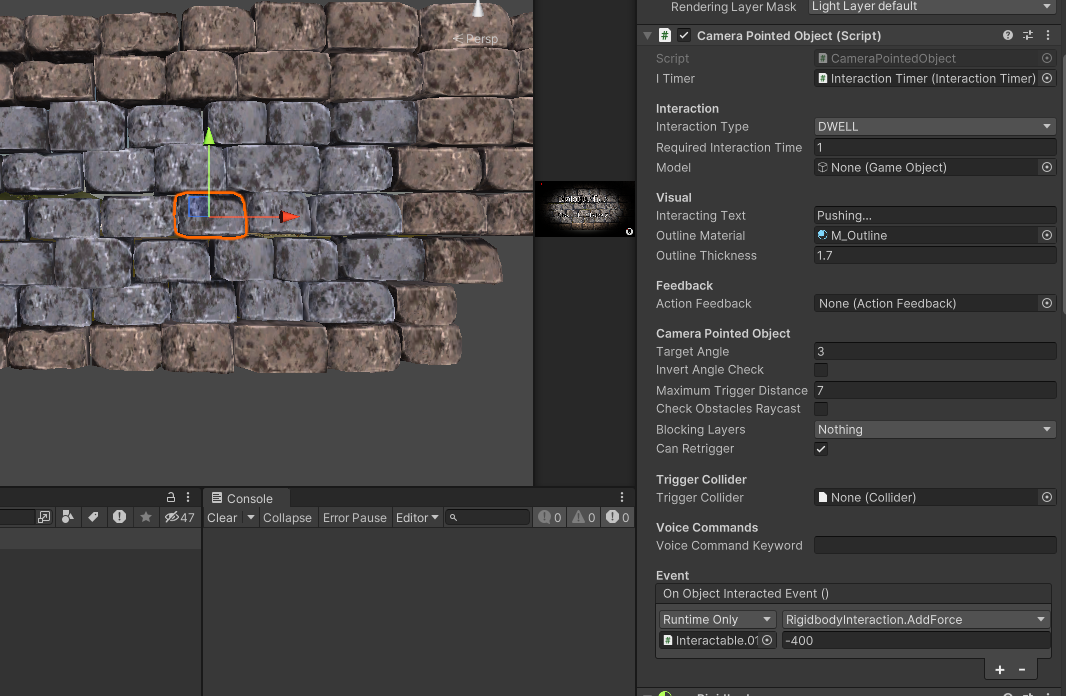 Rendering Layer Mask Light Layer default
# Camera Pointed Object (Script)
Script # CameraPointedObject
I Timer # Interaction Timer (Interaction Timer)
Interaction
Interaction Type DWELL
Required Interaction Time 1
Model None (Game Object)
Visual
Interacting Text Pushing...
Outline Material M_Outline
Outline Thickness 1.7
Feedback
Action Feedback None (Action Feedback)
Camera Pointed Object
Target Angle 3
Invert Angle Check
Maximum Trigger Distance 7
Check Obstacles Raycast
Blocking Layers Nothing
Can Retrigger
Trigger Collider
Trigger Collider None (Collider)
Voice Commands
Voice Command Keyword
Event
On Object Interacted Event ()
Runtime Only RigidbodyInteraction.AddForce
# Interactable.01 -400
+ -
Persp
Console
47 Clear Collapse Error Pause Editor 0 0 0